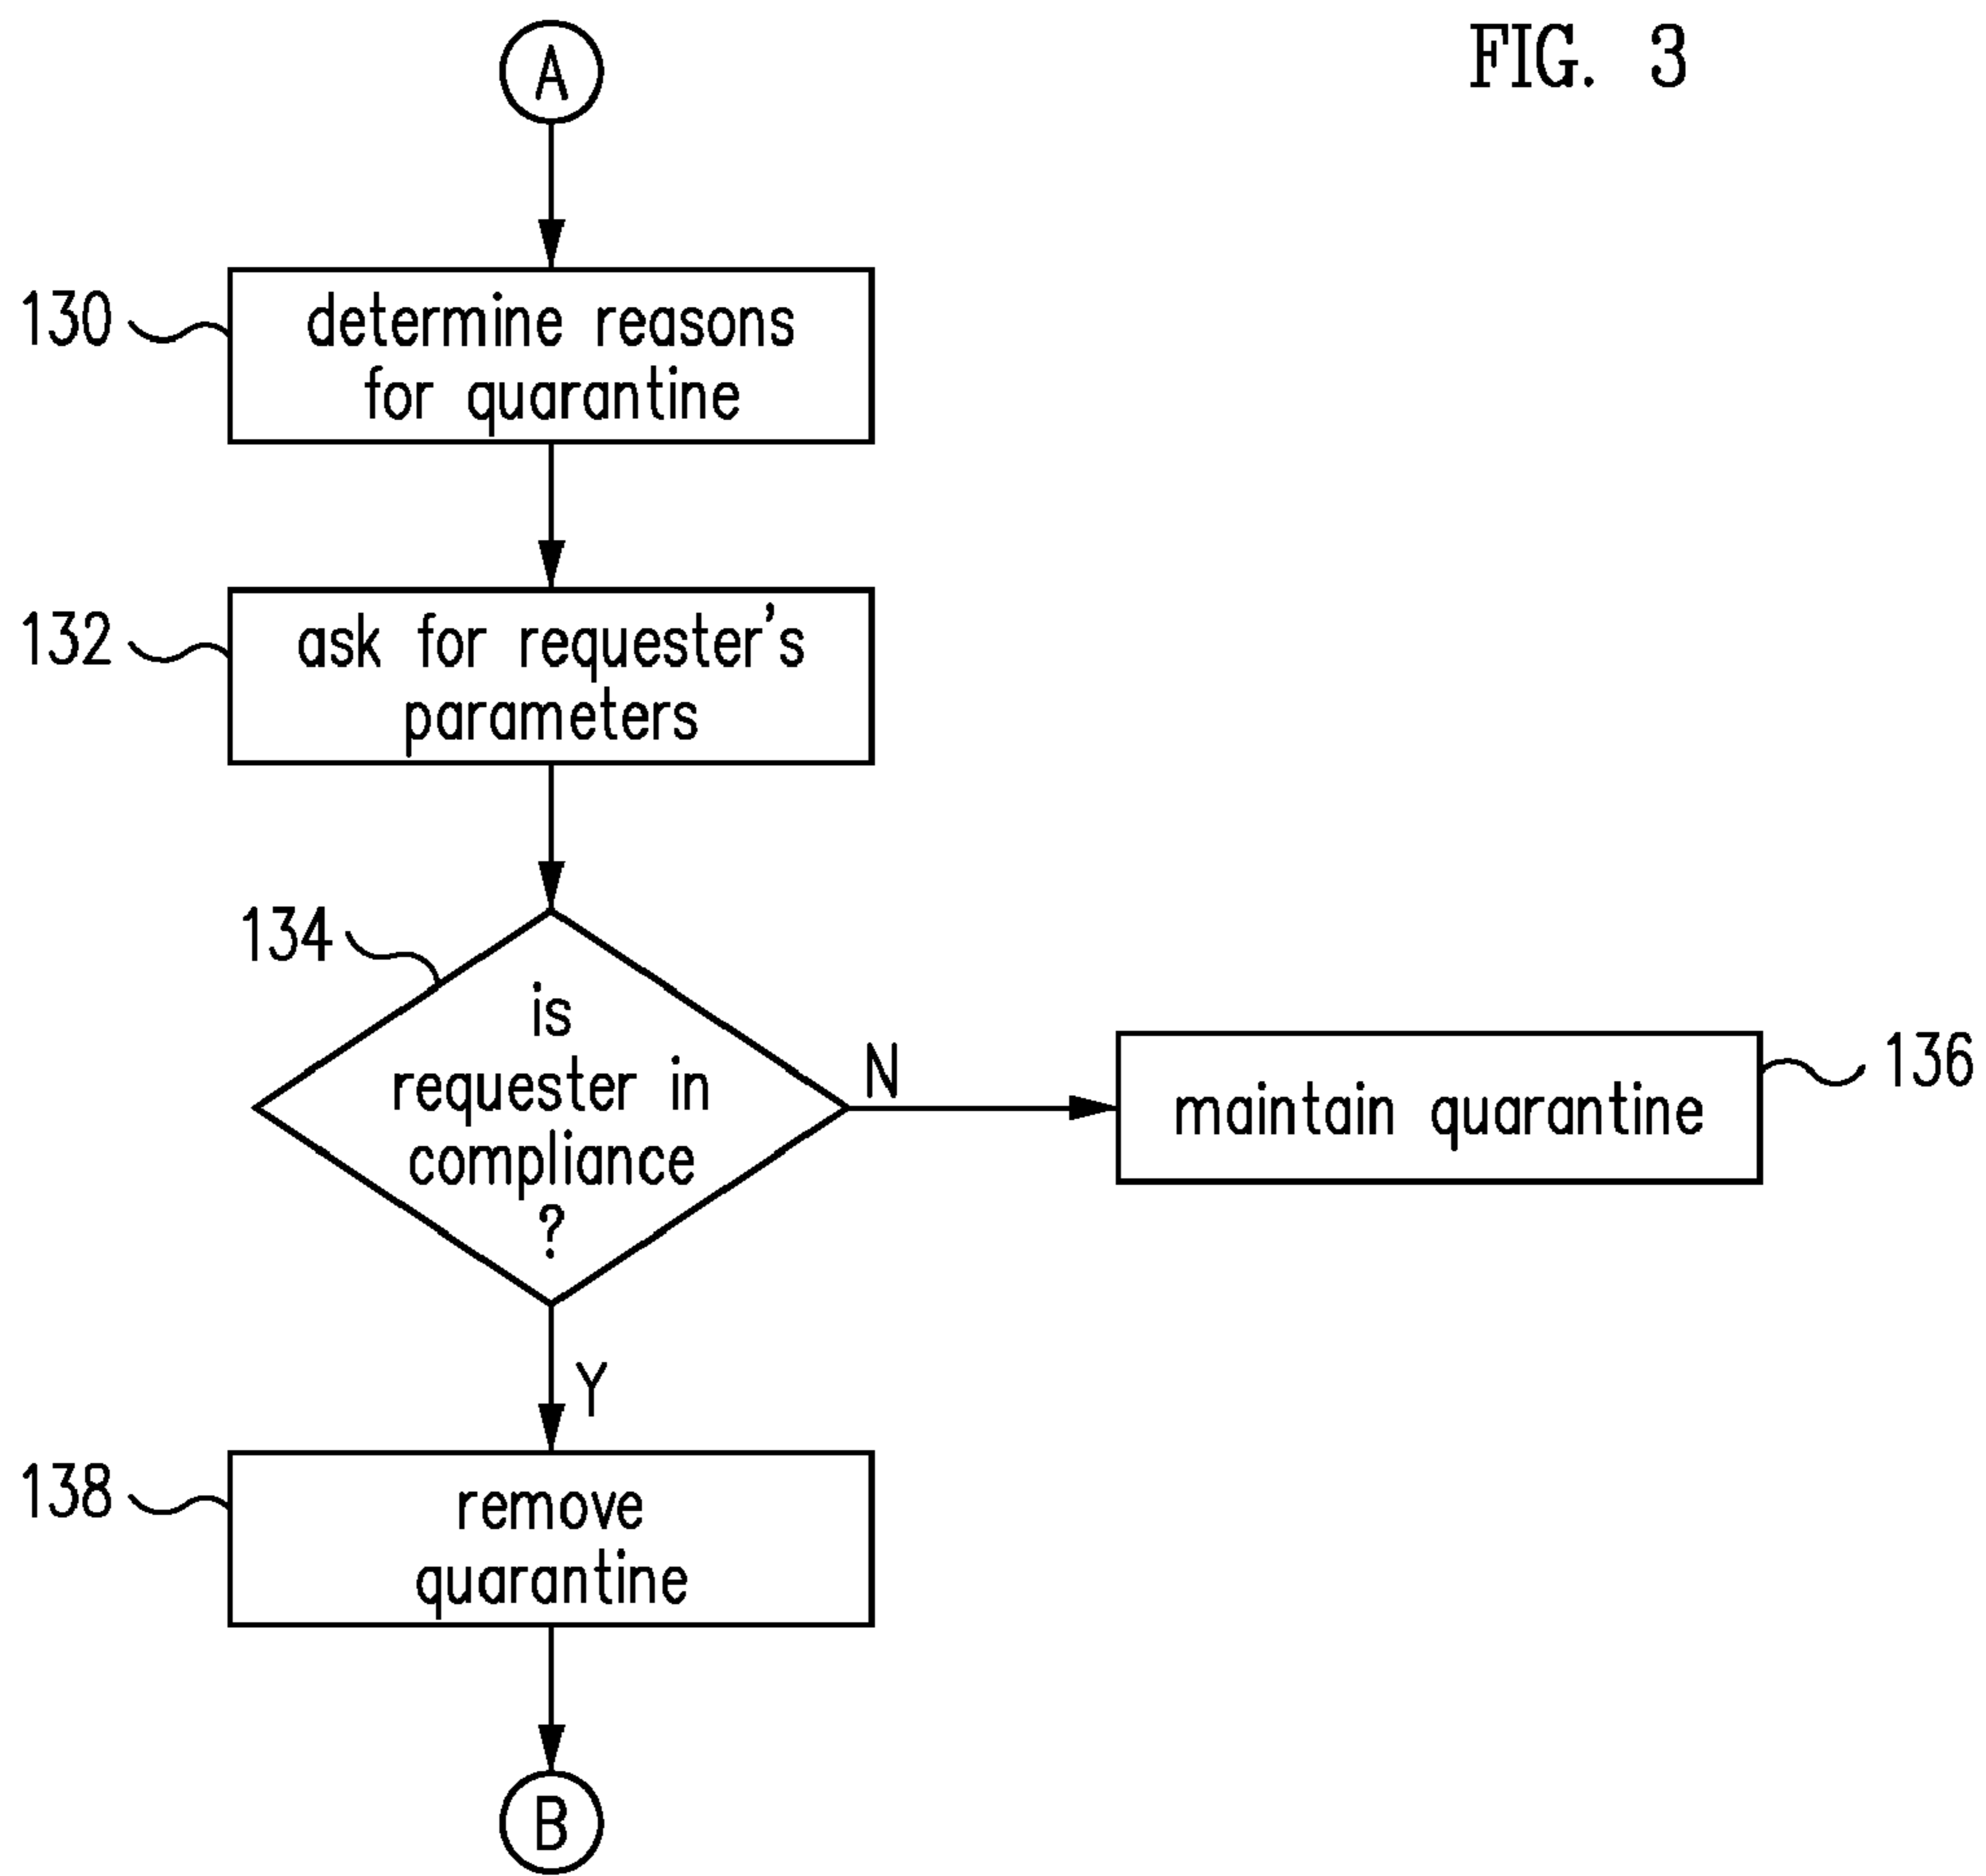 FIG. 3
A
130
determine reasons
for quarantine
132
ask for requester's
parameters
134
is
requester in
compliance
?
N
maintain quarantine
136
Y
138
remove
quarantine
B